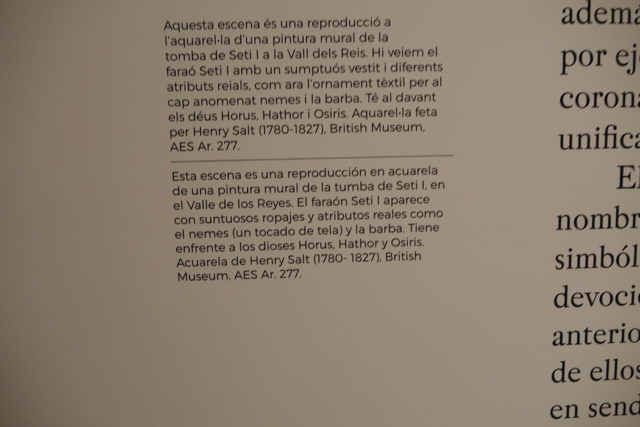 Aquesta escena és una reproducció a
l'aquarel·la d'una pintura mural de la
tomba de Seti I a la Vall dels Reis. Hi veiem el
faraó Seti I amb un sumptuós vestit i diferents
atributs reials, com ara l'ornament tèxtil per al
cap anomenat nemes i la barba. Té al davant
els déus Horus, Hathor i Osiris. Aquarel·la feta
per Henry Salt (1780-1827), British Museum,
AES Ar. 277.
Esta escena es una reproducción en acuarela
de una pintura mural de la tumba de Seti I, en
el Valle de los Reyes. El faraón Seti I aparece
con suntuosos ropajes y atributos reales como
el nemes (un tocado de tela) y la barba. Tiene
enfrente a los dioses Horus, Hathor y Osiris.
Acuarela de Henry Salt (1780- 1827), British
Museum, AES Ar. 277.
ademá
por ej
corona
unifica
El
nombr
simból
devoci
anterio
de ellos
en send